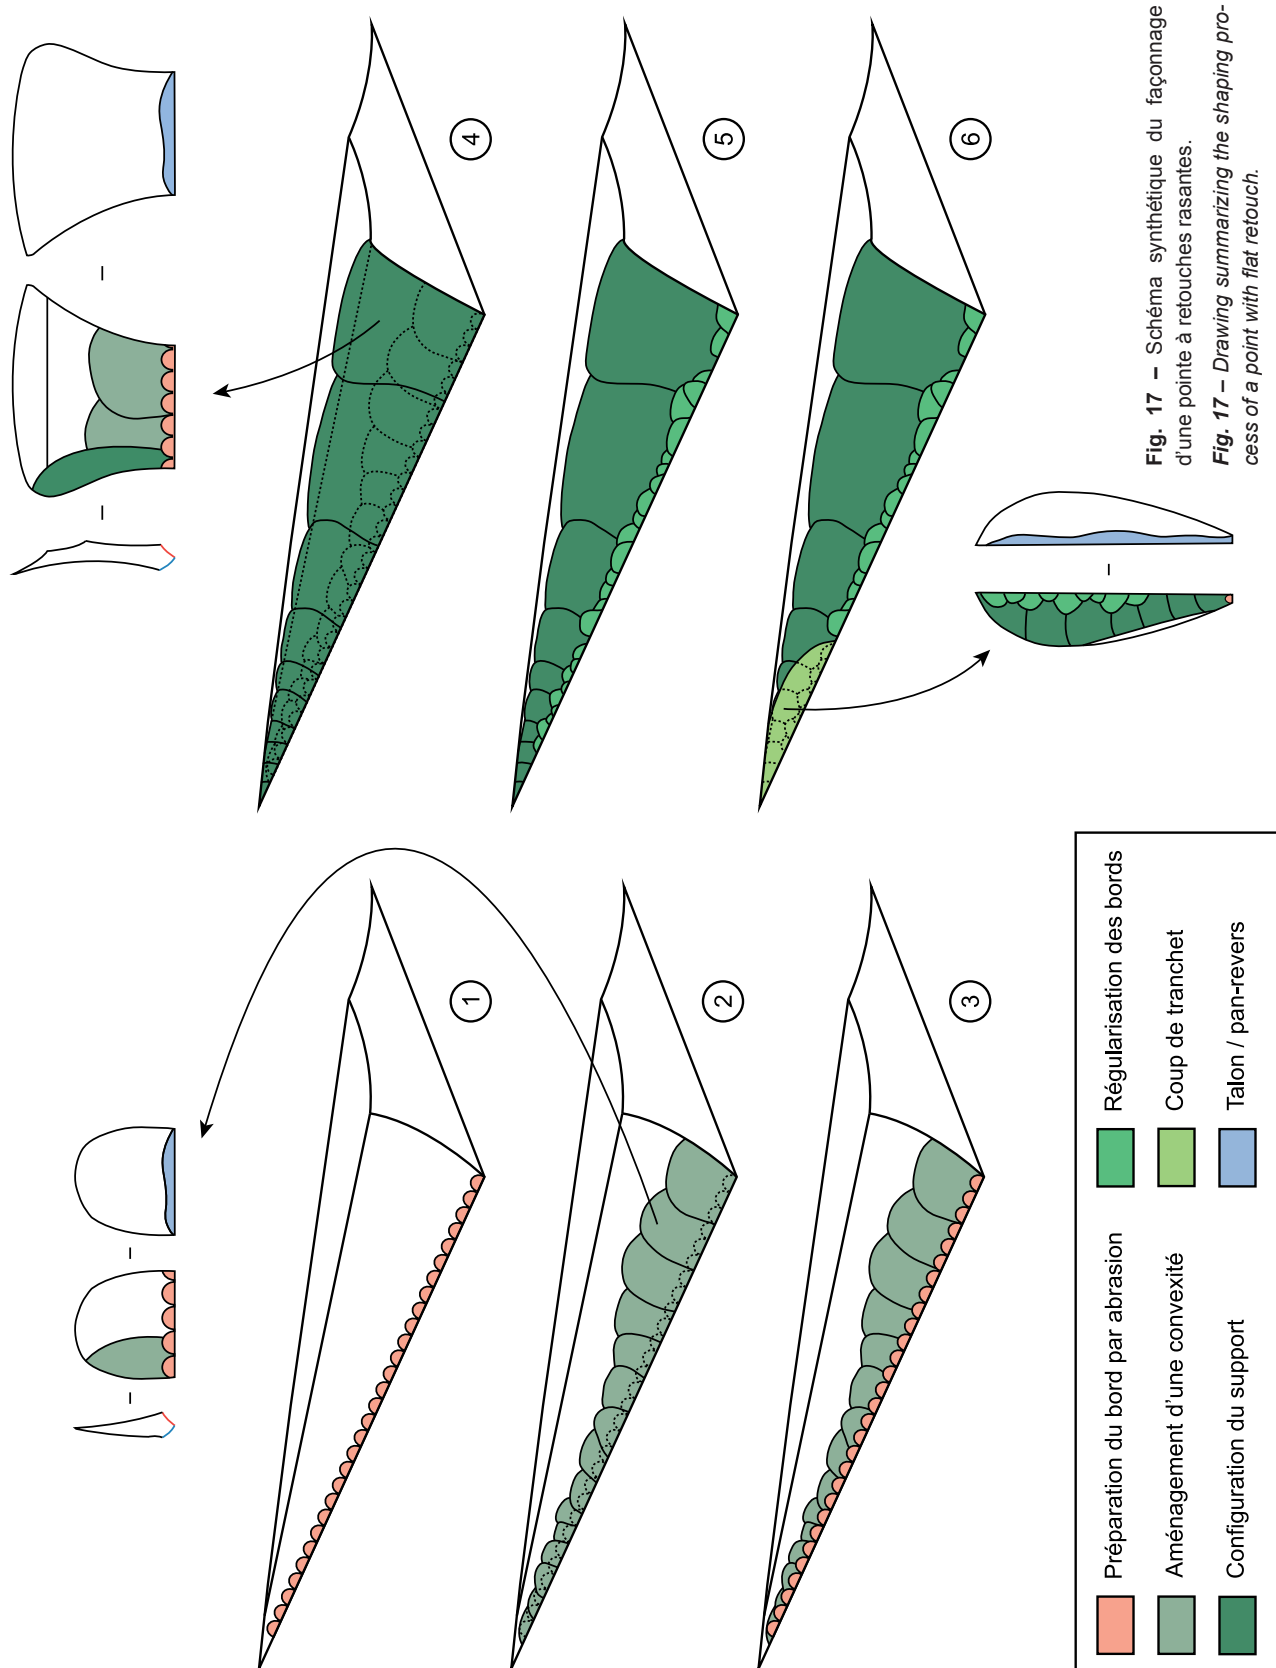 1
2
3
4
5
6
Préparation du bord par abrasion
Aménagement d'une convexité
Configuration du support
Régularisation des bords
Coup de tranchet
Talon / pan-revers
Fig. 17 – Schéma synthétique du façonnage
d'une pointe à retouches rasantes.
Fig. 17 – Drawing summarizing the shaping pro-
cess of a point with flat retouch.